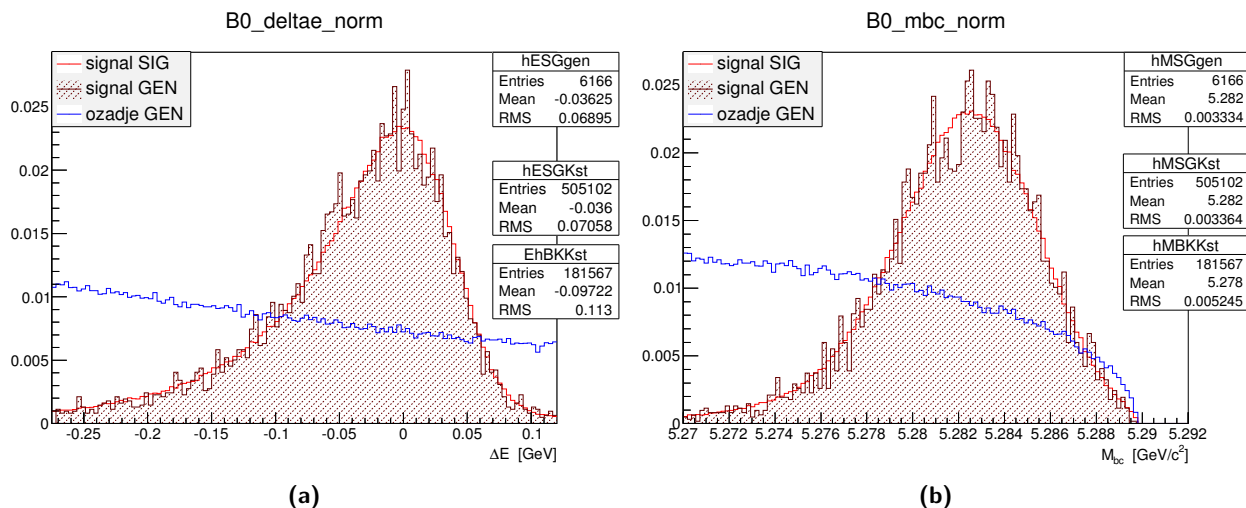 B0_deltae_norm
signal SIG
signal GEN
ozadje GEN
hESGgen
Entries 6166
Mean -0.03625
RMS 0.06895
hESGKst
Entries 505102
Mean -0.036
RMS 0.07058
EhBKKst
Entries 181567
Mean -0.09722
RMS 0.113
0.025
0.02
0.015
0.01
0.005
0
-0.25 -0.2 -0.15 -0.1 -0.05 0 0.05 0.1
ΔE [GeV]
(a)
B0_mbc_norm
signal SIG
signal GEN
ozadje GEN
hMSGgen
Entries 6166
Mean 5.282
RMS 0.003334
hMSGKst
Entries 505102
Mean 5.282
RMS 0.003364
hMBKKst
Entries 181567
Mean 5.278
RMS 0.005245
0.025
0.02
0.015
0.01
0.005
0
5.27 5.272 5.274 5.276 5.278 5.28 5.282 5.284 5.286 5.288 5.29 5.292
M_bc [GeV/c²]
(b)